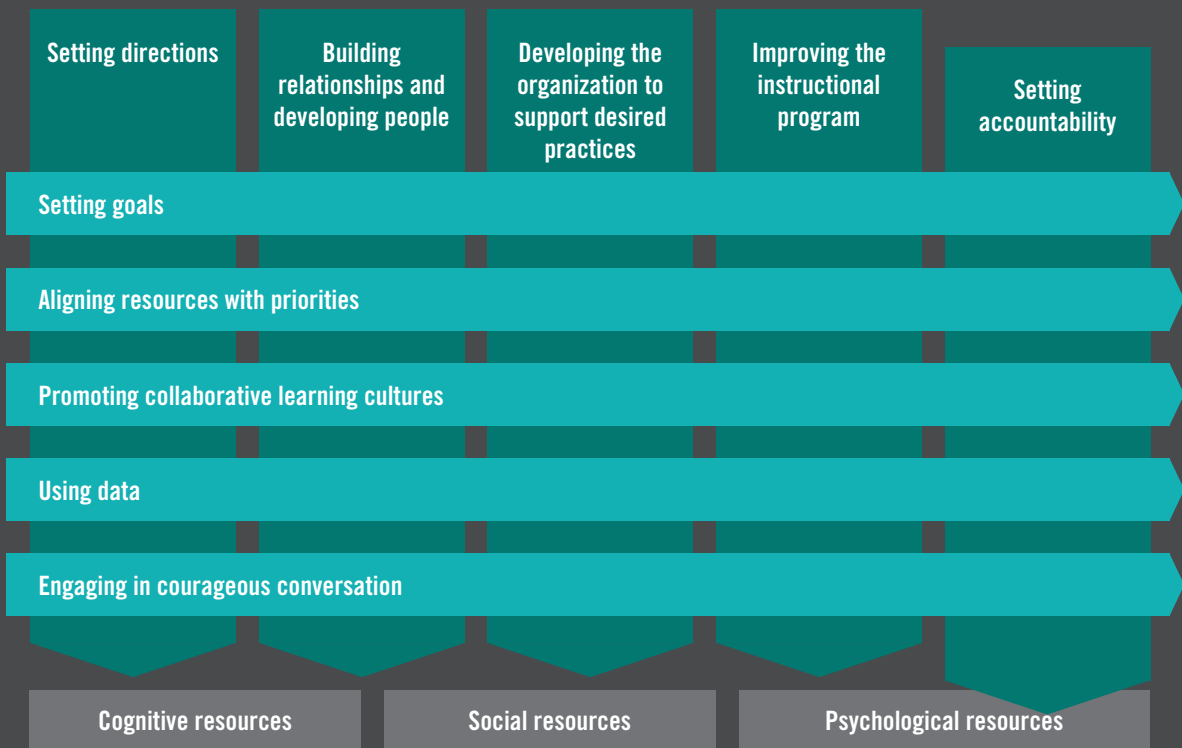 Setting directions
Building
relationships and
developing people
Developing the
organization to
support desired
practices
Improving the
instructional
program
Setting
accountability
Setting goals
Aligning resources with priorities
Promoting collaborative learning cultures
Using data
Engaging in courageous conversation
Cognitive resources
Social resources
Psychological resources